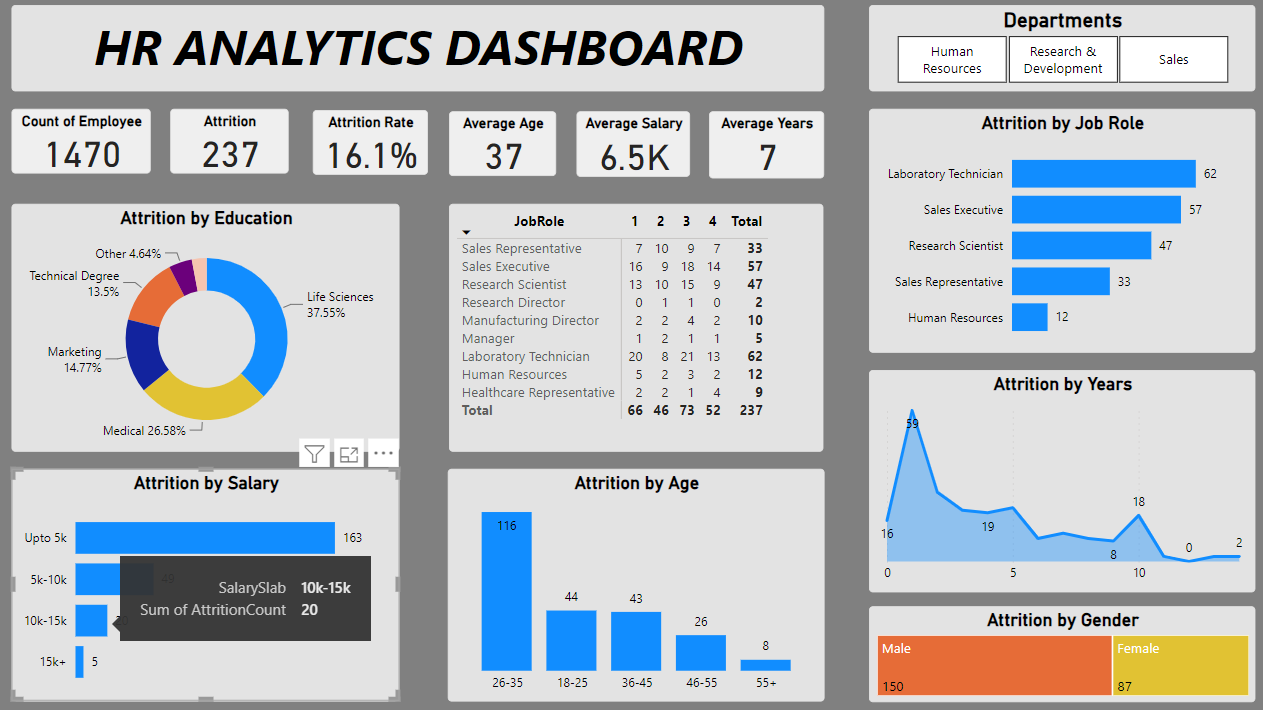 HR ANALYTICS DASHBOARD
Departments
Human
Resources
Research &
Development
Sales
Count of Employee
1470
Attrition
237
Attrition Rate
16.1%
Average Age
37
Average Salary
6.5K
Average Years
7
Attrition by Job Role
Laboratory Technician 62
Sales Executive 57
Research Scientist 47
Sales Representative 33
Human Resources 12
Attrition by Education
Other 4.64%
Technical Degree
13.5%
Life Sciences
37.55%
Marketing
14.77%
Medical 26.58%
JobRole 1 2 3 4 Total
Sales Representative 7 10 9 7 33
Sales Executive 16 9 18 14 57
Research Scientist 13 10 15 9 47
Research Director 0 1 1 0 2
Manufacturing Director 2 2 4 2 10
Manager 1 2 1 1 5
Laboratory Technician 20 8 21 13 62
Human Resources 5 2 3 2 12
Healthcare Representative 2 2 1 4 9
Total 66 46 73 52 237
Attrition by Years
59
18
16
19
8
0
2
0 5 10
Attrition by Salary
Upto 5k 163
5k-10k 49
10k-15k
15k+ 5
SalarySlab 10k-15k
Sum of AttritionCount 20
Attrition by Age
116
44
43
26
8
26-35 18-25 36-45 46-55 55+
Attrition by Gender
Male
150
Female
87